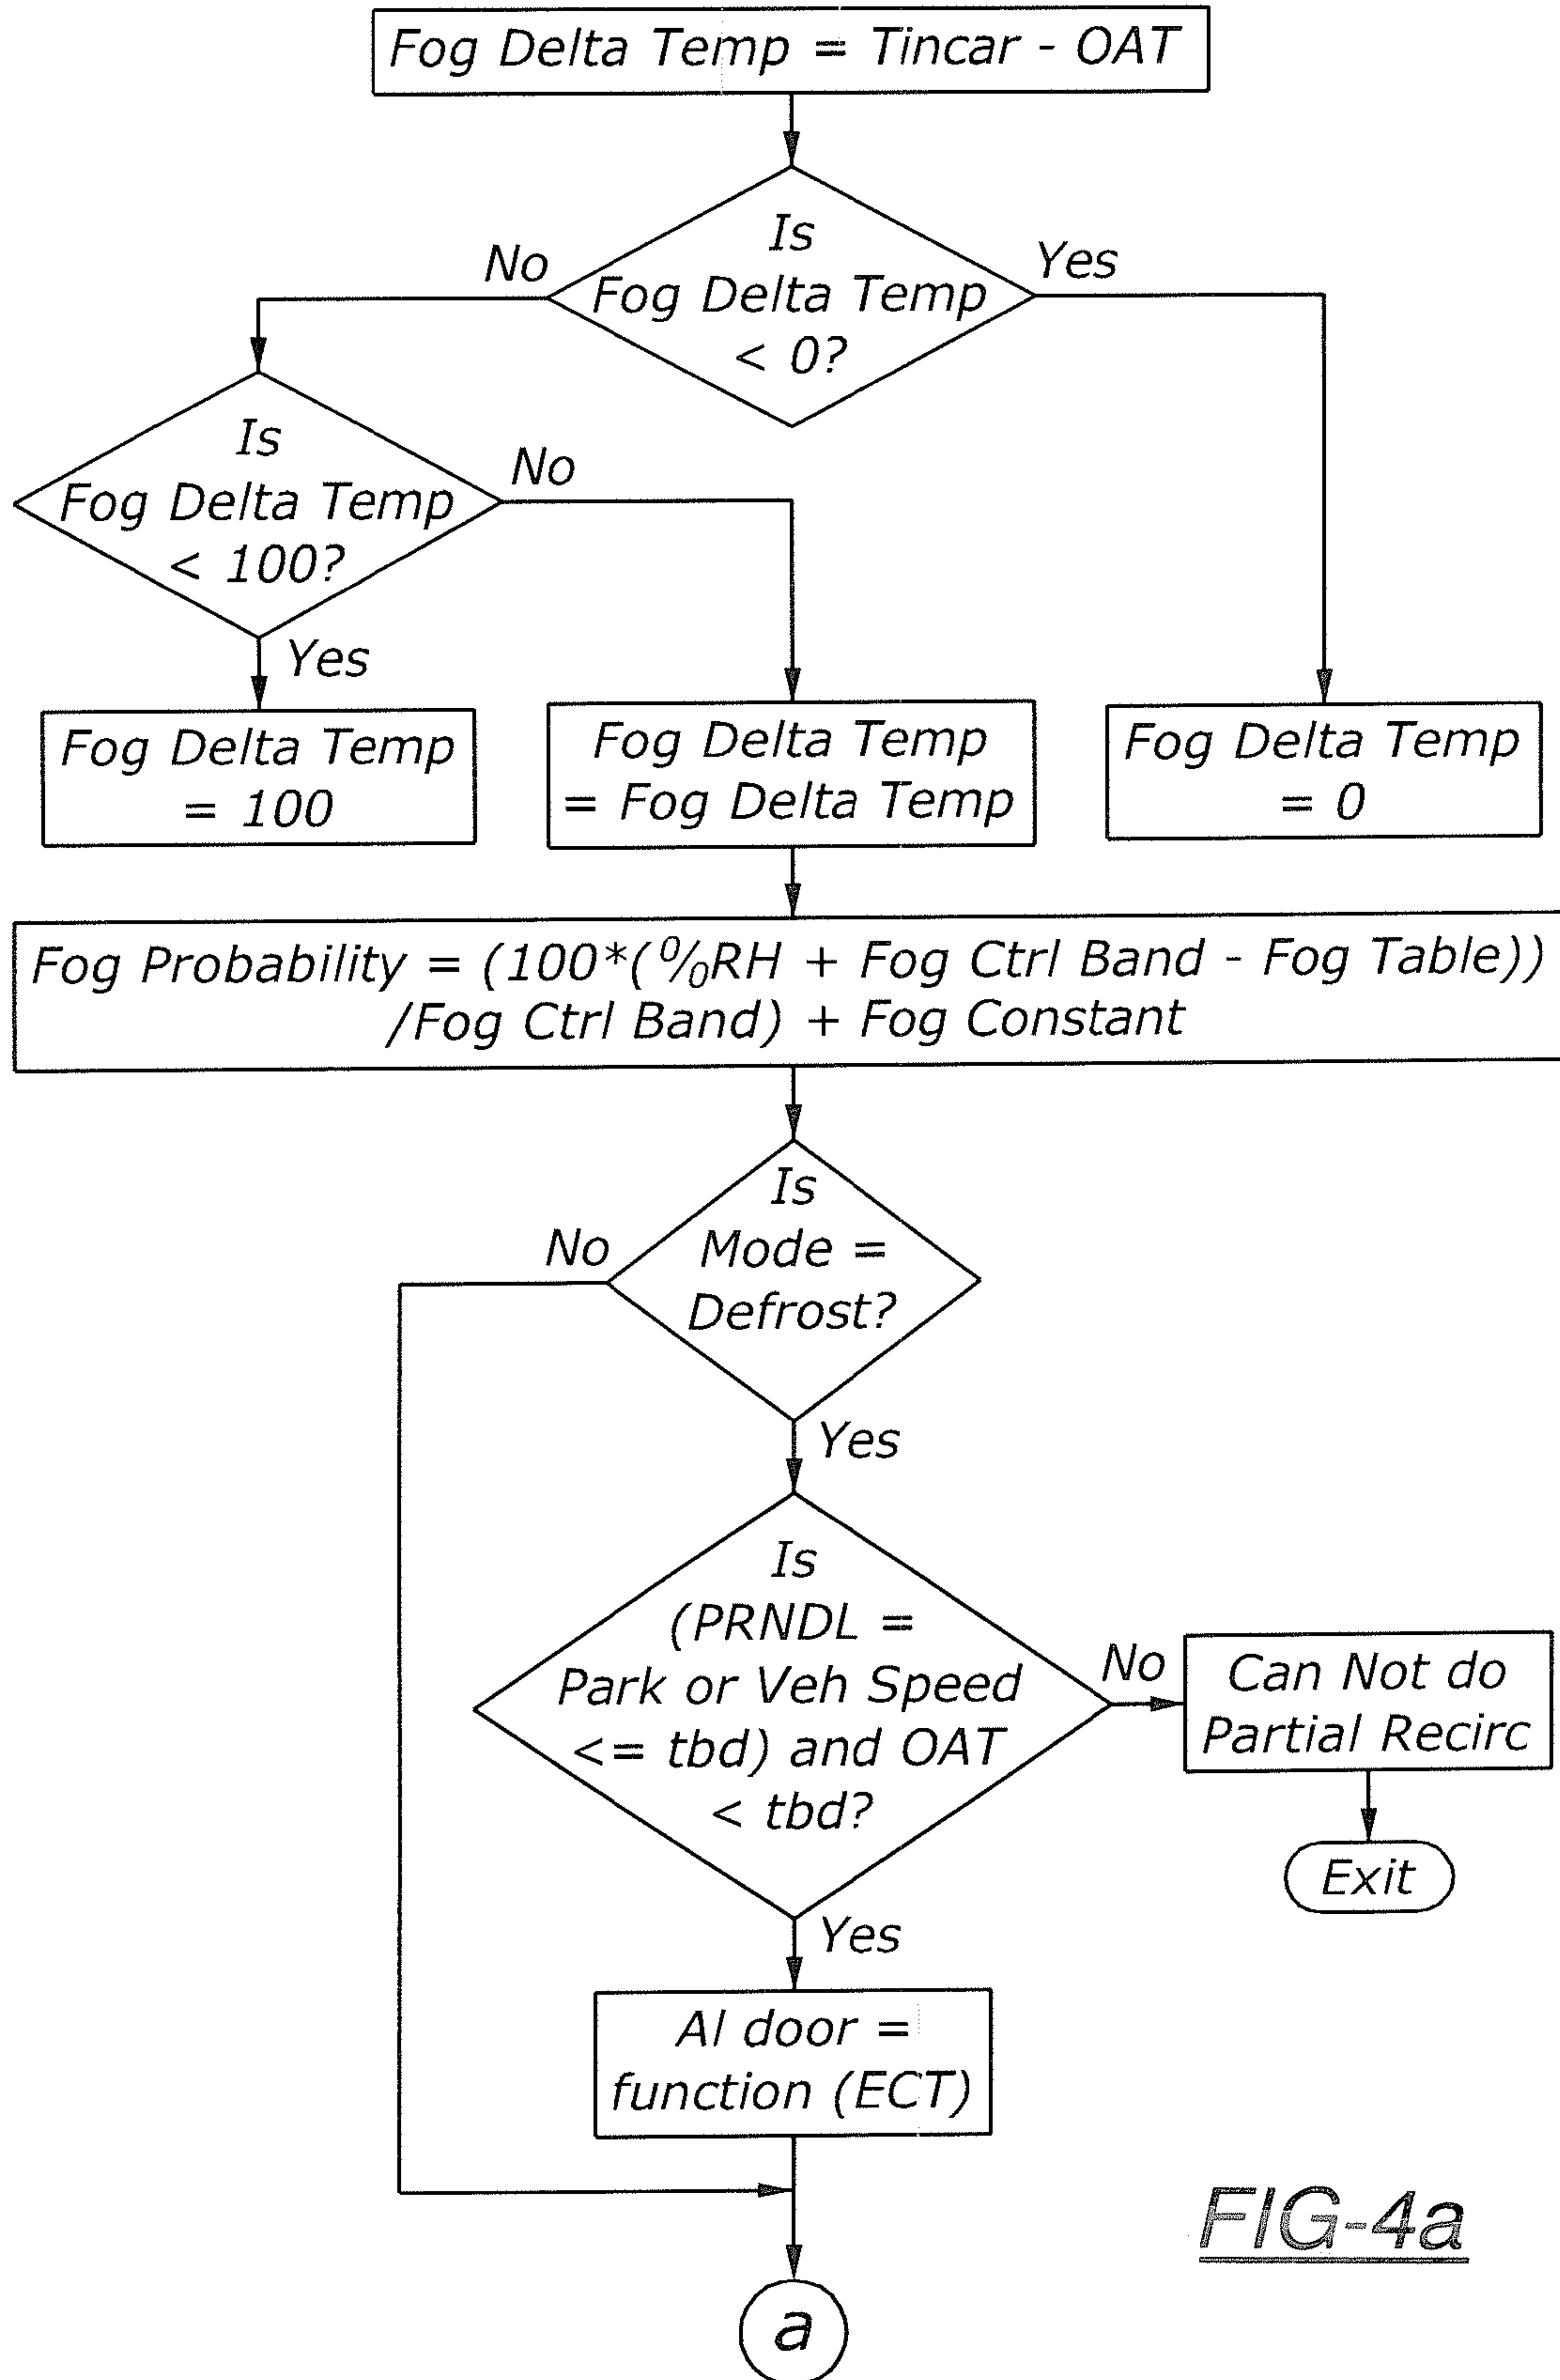 Fog Delta Temp = Tincar - OAT
Is
Fog Delta Temp
< 0?
No
Yes
Is
Fog Delta Temp
< 100?
No
Yes
Fog Delta Temp
= 100
Fog Delta Temp
= Fog Delta Temp
Fog Delta Temp
= 0
Fog Probability = (100*(%RH + Fog Ctrl Band - Fog Table))
/Fog Ctrl Band) + Fog Constant
Is
Mode =
Defrost?
No
Yes
Is
(PRNDL =
Park or Veh Speed
<= tbd) and OAT
< tbd?
No
Can Not do
Partial Recirc
Exit
Yes
AI door =
function (ECT)
a
FIG-4a